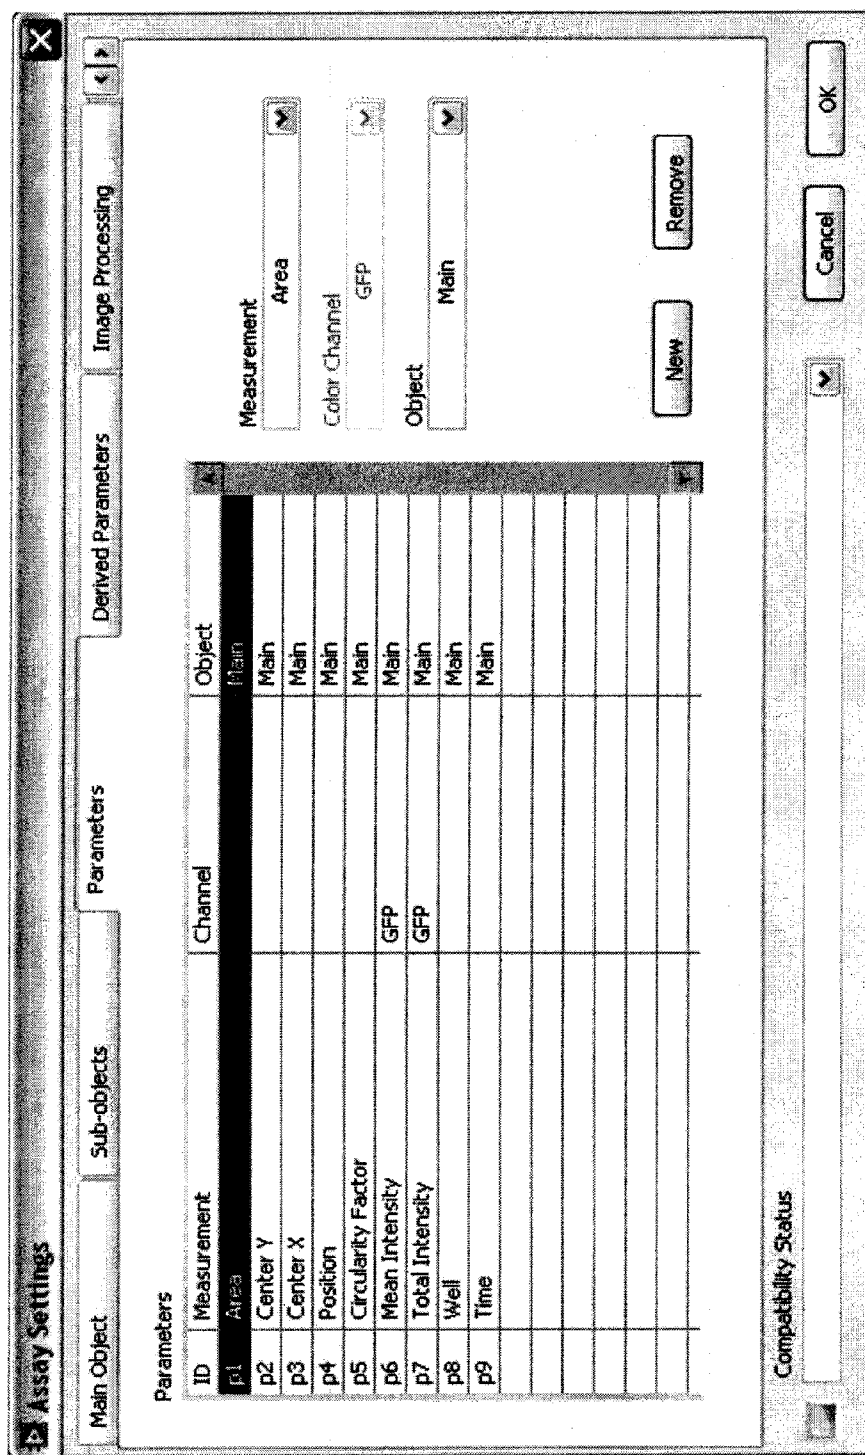 Assay Settings
Main Object
Sub-objects
Parameters
Derived Parameters
Image Processing
Parameters
ID Measurement Channel Object
p1 Area Main
p2 Center Y Main
p3 Center X Main
p4 Position Main
p5 Circularity Factor Main
p6 Mean Intensity GFP Main
p7 Total Intensity GFP Main
p8 Well Main
p9 Time Main
Measurement
Area
Color Channel
GFP
Object
Main
New
Remove
Compatibility Status
Cancel
OK